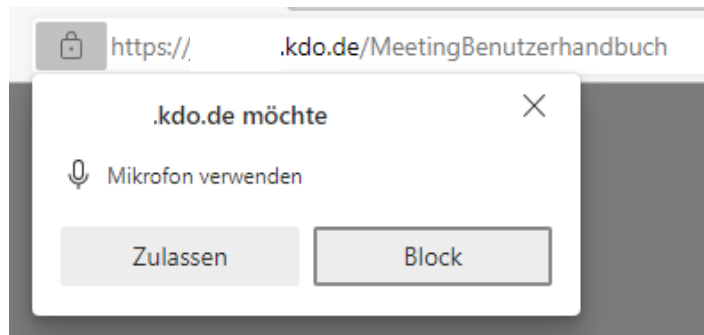 https:// .kdo.de/MeetingBenutzerhandbuch
.kdo.de möchte
Mikrofon verwenden
Zulassen
Block